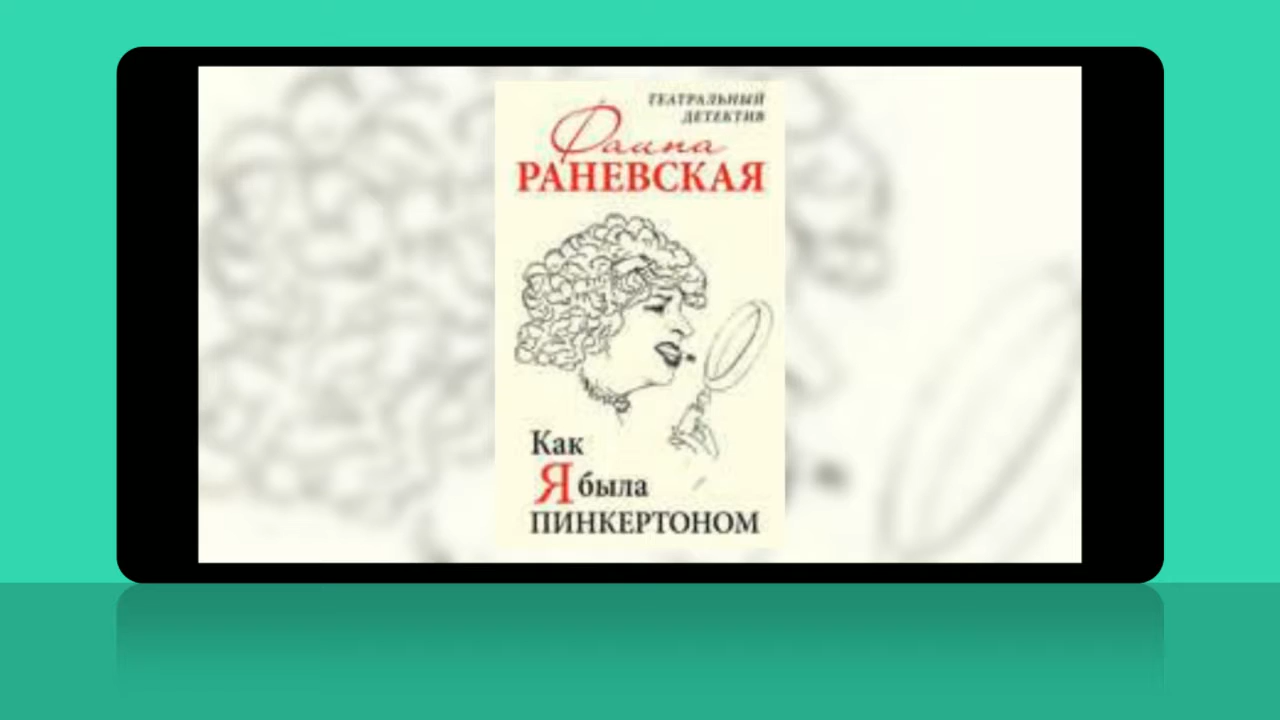 ТЕАТРАЛЬНЫЙ
ДЕТЕКТИВ
Фаина
РАНЕВСКАЯ
Как
Я была
ПИНКЕРТОНОМ